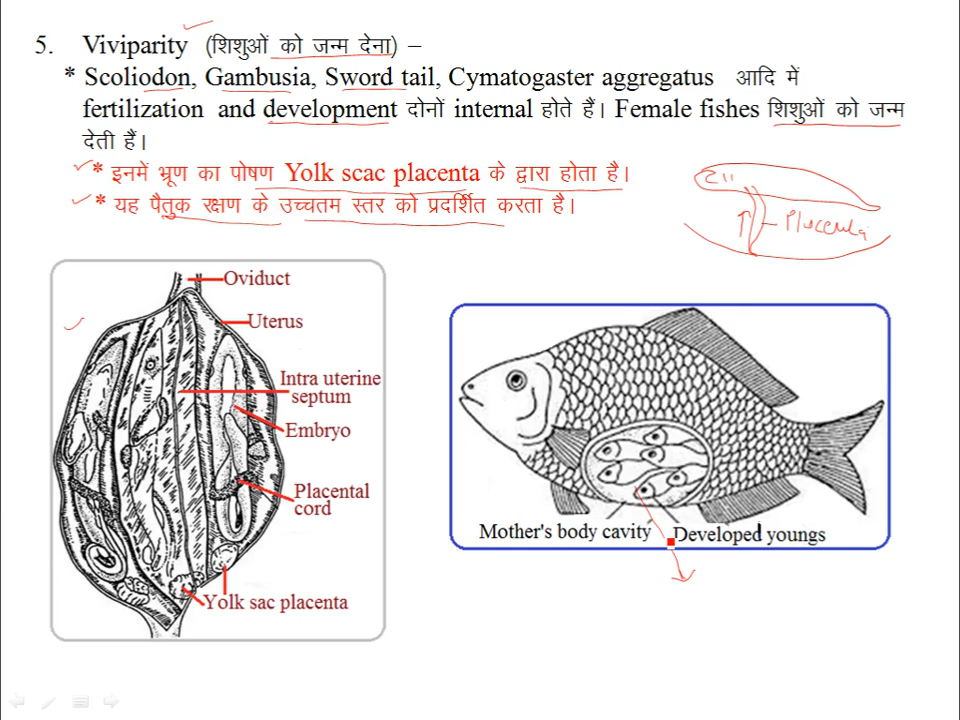 5. Viviparity (शिशुओं को जन्म देना) –
* Scoliodon, Gambusia, Sword tail, Cymatogaster aggregatus आदि में
fertilization and development दोनों internal होते हैं। Female fishes शिशुओं को जन्म
देती हैं।
* इनमें भ्रूण का पोषण Yolk scac placenta के द्वारा होता है।
* यह पैतृक रक्षण के उच्चतम स्तर को प्रदर्शित करता है।
Placenta
Oviduct
Uterus
Intra uterine
septum
Embryo
Placental
cord
Yolk sac placenta
Mother's body cavity
Developed youngs